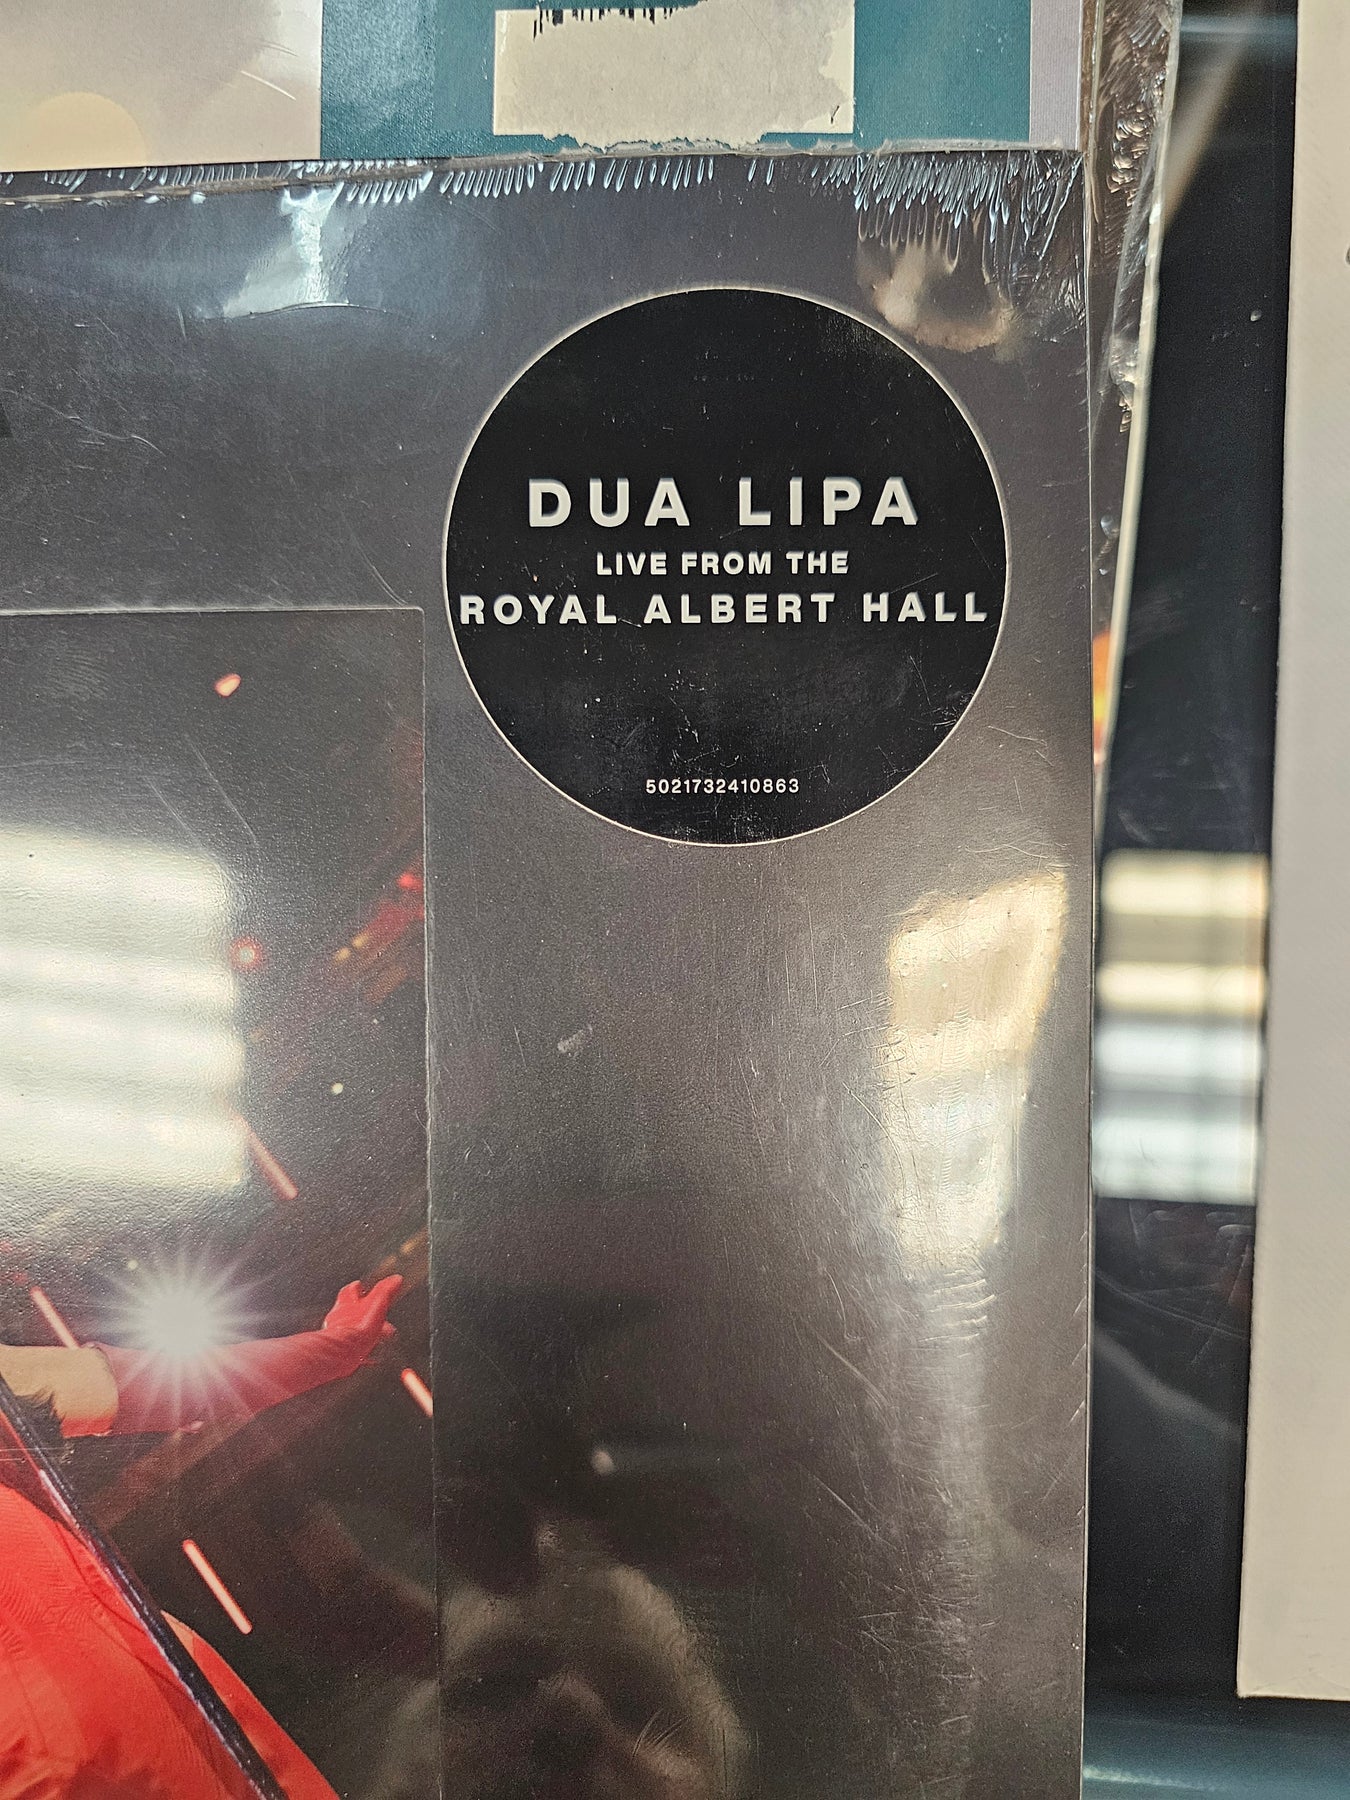 DUA LIPA
LIVE FROM THE
ROYAL ALBERT HALL
5021732410863